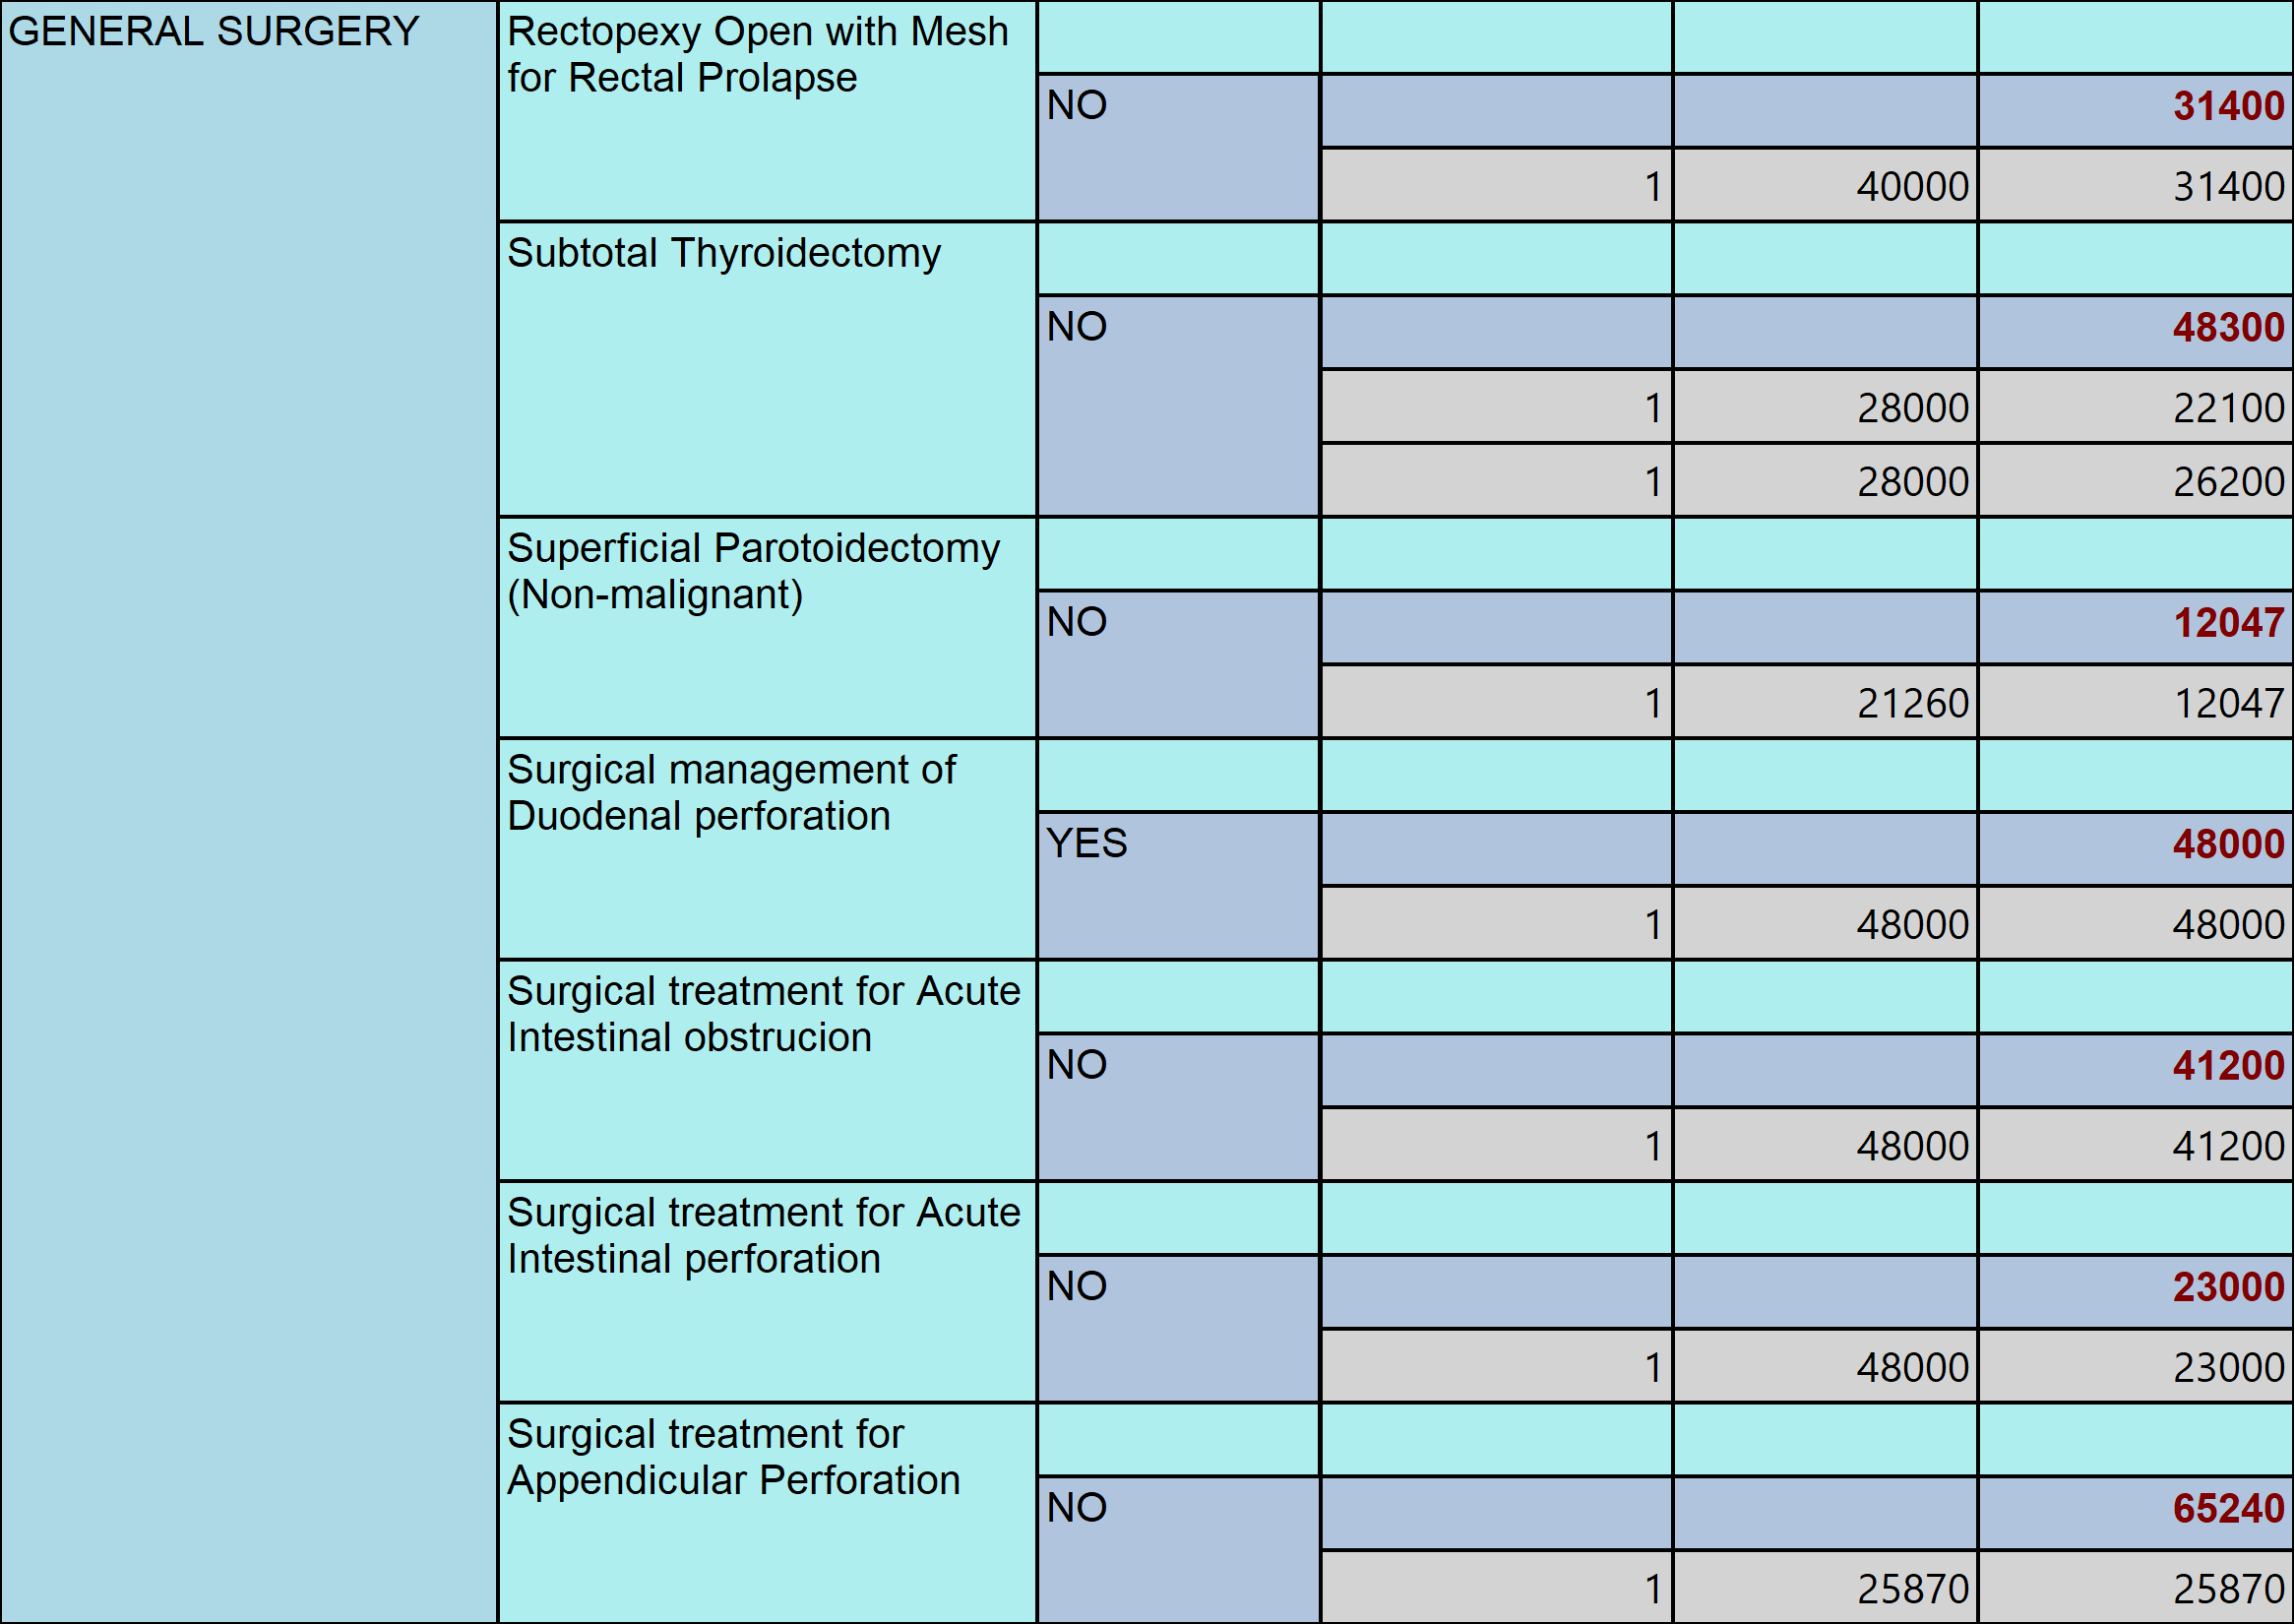 GENERAL SURGERY
Rectopexy Open with Mesh
for Rectal Prolapse
NO
31400
1 40000 31400
Subtotal Thyroidectomy
NO
48300
1 28000 22100
1 28000 26200
Superficial Parotoidectomy
(Non-malignant)
NO
12047
1 21260 12047
Surgical management of
Duodenal perforation
YES
48000
1 48000 48000
Surgical treatment for Acute
Intestinal obstrucion
NO
41200
1 48000 41200
Surgical treatment for Acute
Intestinal perforation
NO
23000
1 48000 23000
Surgical treatment for
Appendicular Perforation
NO
65240
1 25870 25870